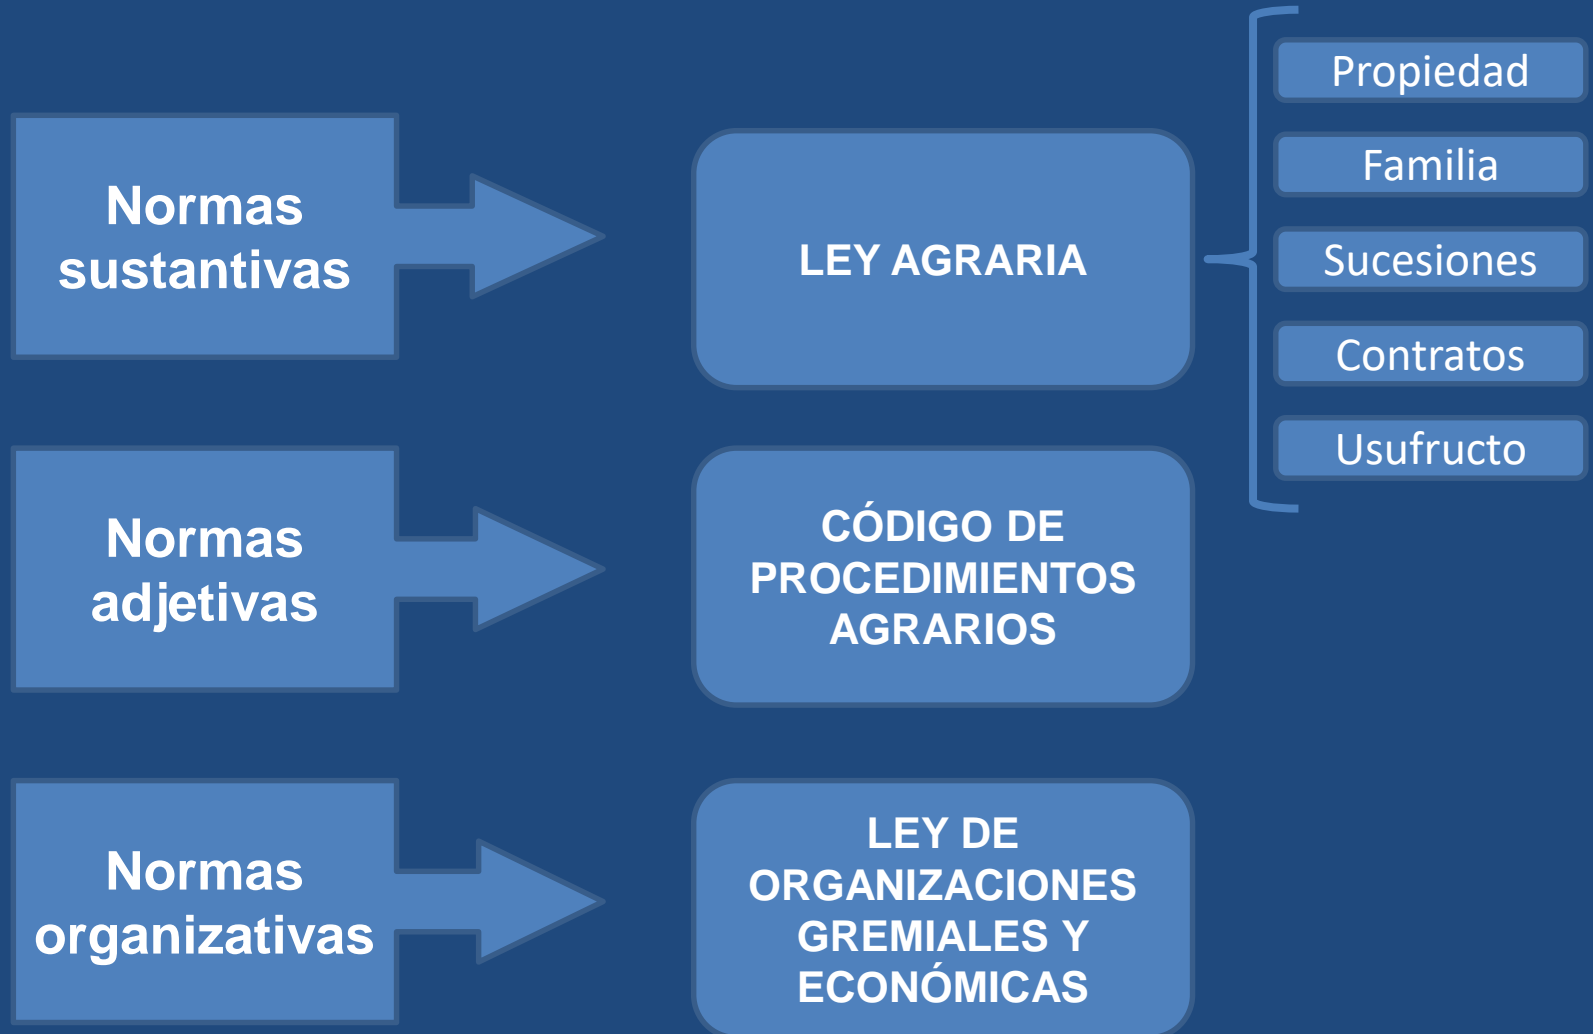 Normas
sustantivas
LEY AGRARIA
Propiedad
Familia
Sucesiones
Contratos
Usufructo
Normas
adjetivas
CÓDIGO DE
PROCEDIMIENTOS
AGRARIOS
Normas
organizativas
LEY DE
ORGANIZACIONES
GREMIALES Y
ECONÓMICAS